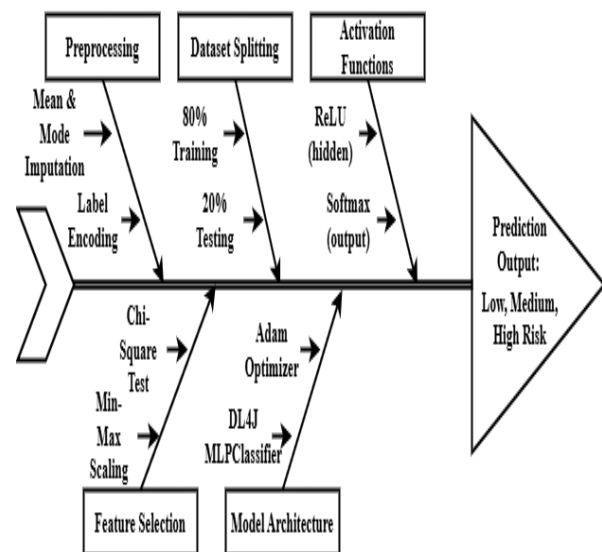 Preprocessing
Dataset Splitting
Activation
Functions
Mean &
Mode
Imputation
Label
Encoding
80%
Training
20%
Testing
ReLU
(hidden)
Softmax
(output)
Prediction
Output:
Low, Medium,
High Risk
Chi-
Square
Test
Min-
Max
Scaling
Adam
Optimizer
DL4J
MLPClassifier
Feature Selection
Model Architecture